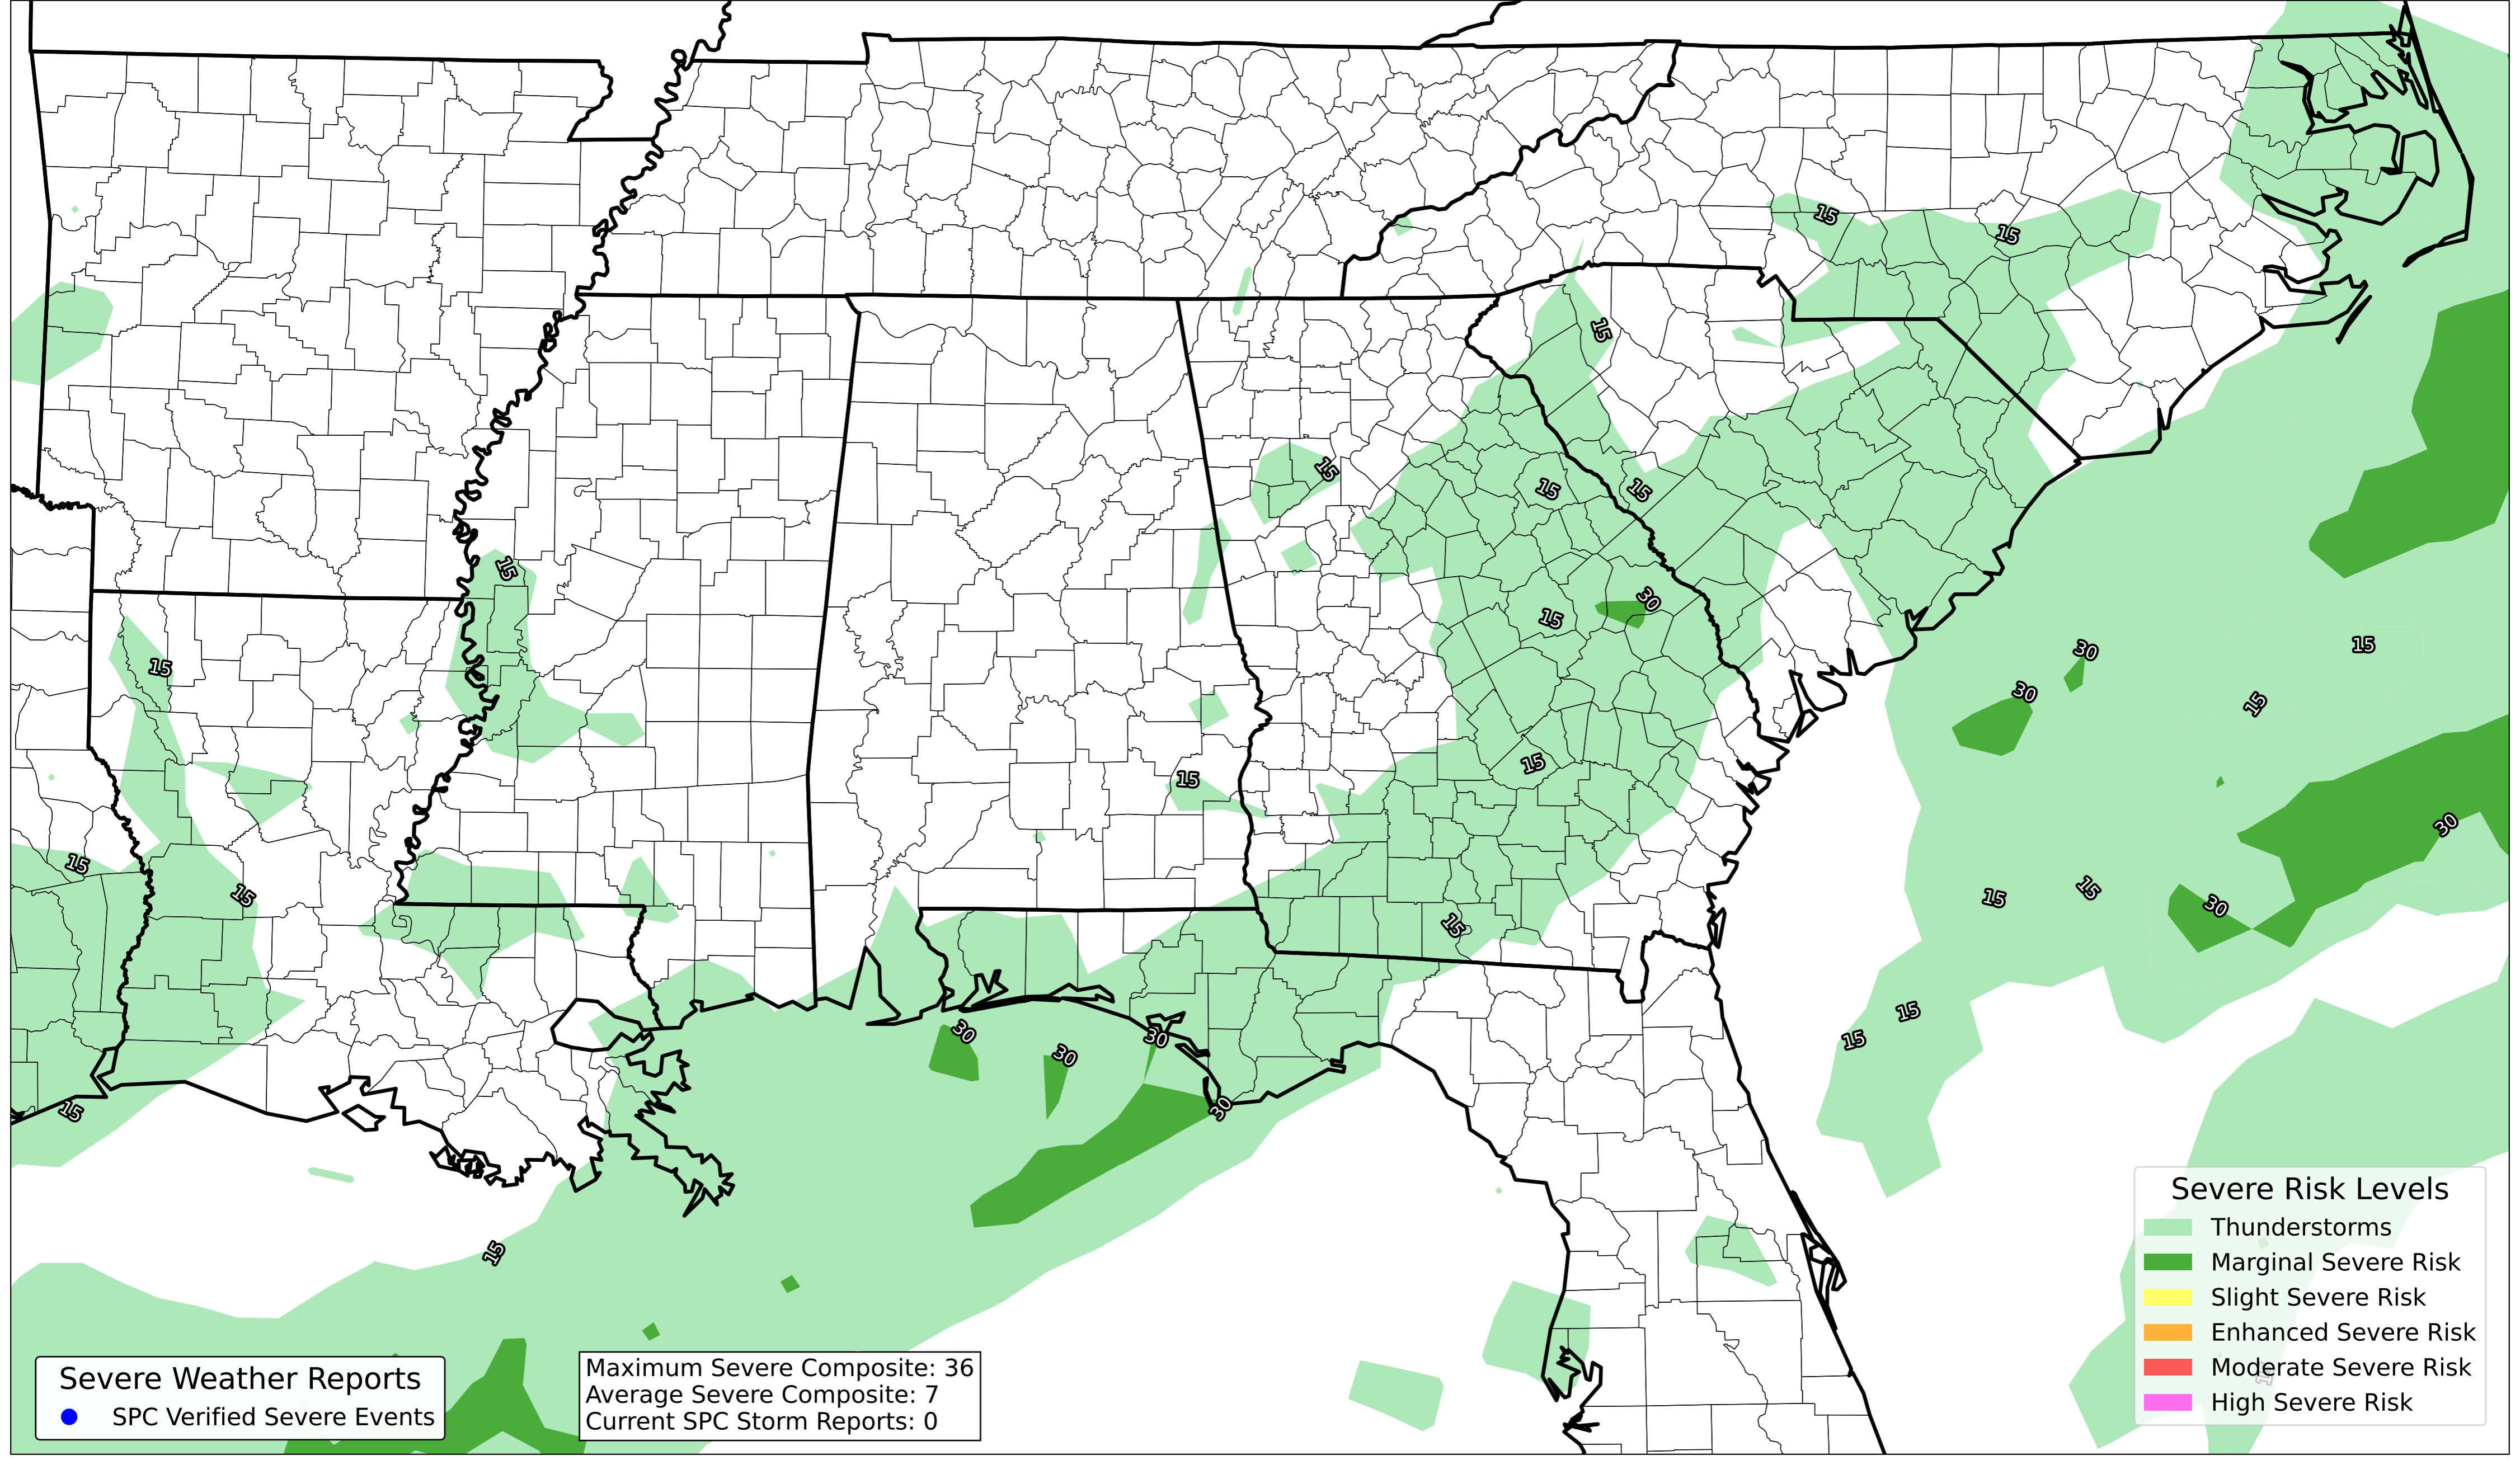 15
15
15
15
15
15
15
30
15
15
30
15
30
15
15
15
30
15
15
15
15
30
15
15
30
15
30
30
15
15
30
15
15
Severe Risk Levels
Thunderstorms
Marginal Severe Risk
Slight Severe Risk
Enhanced Severe Risk
Moderate Severe Risk
High Severe Risk
Severe Weather Reports
SPC Verified Severe Events
Maximum Severe Composite: 36
Average Severe Composite: 7
Current SPC Storm Reports: 0